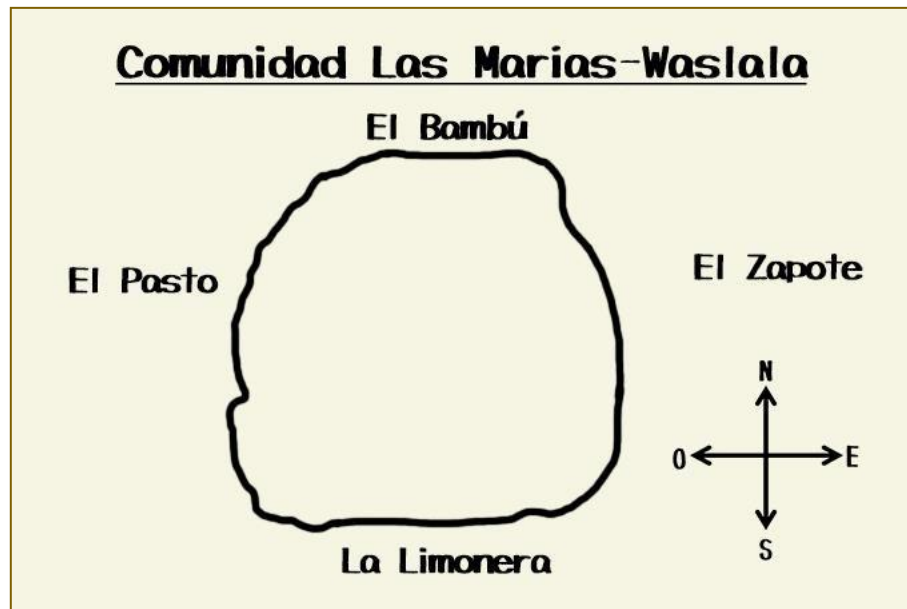 Comunidad Las Marias-Waslala
El Bambú
El Pasto
El Zapote
N
O
E
S
La Limonera